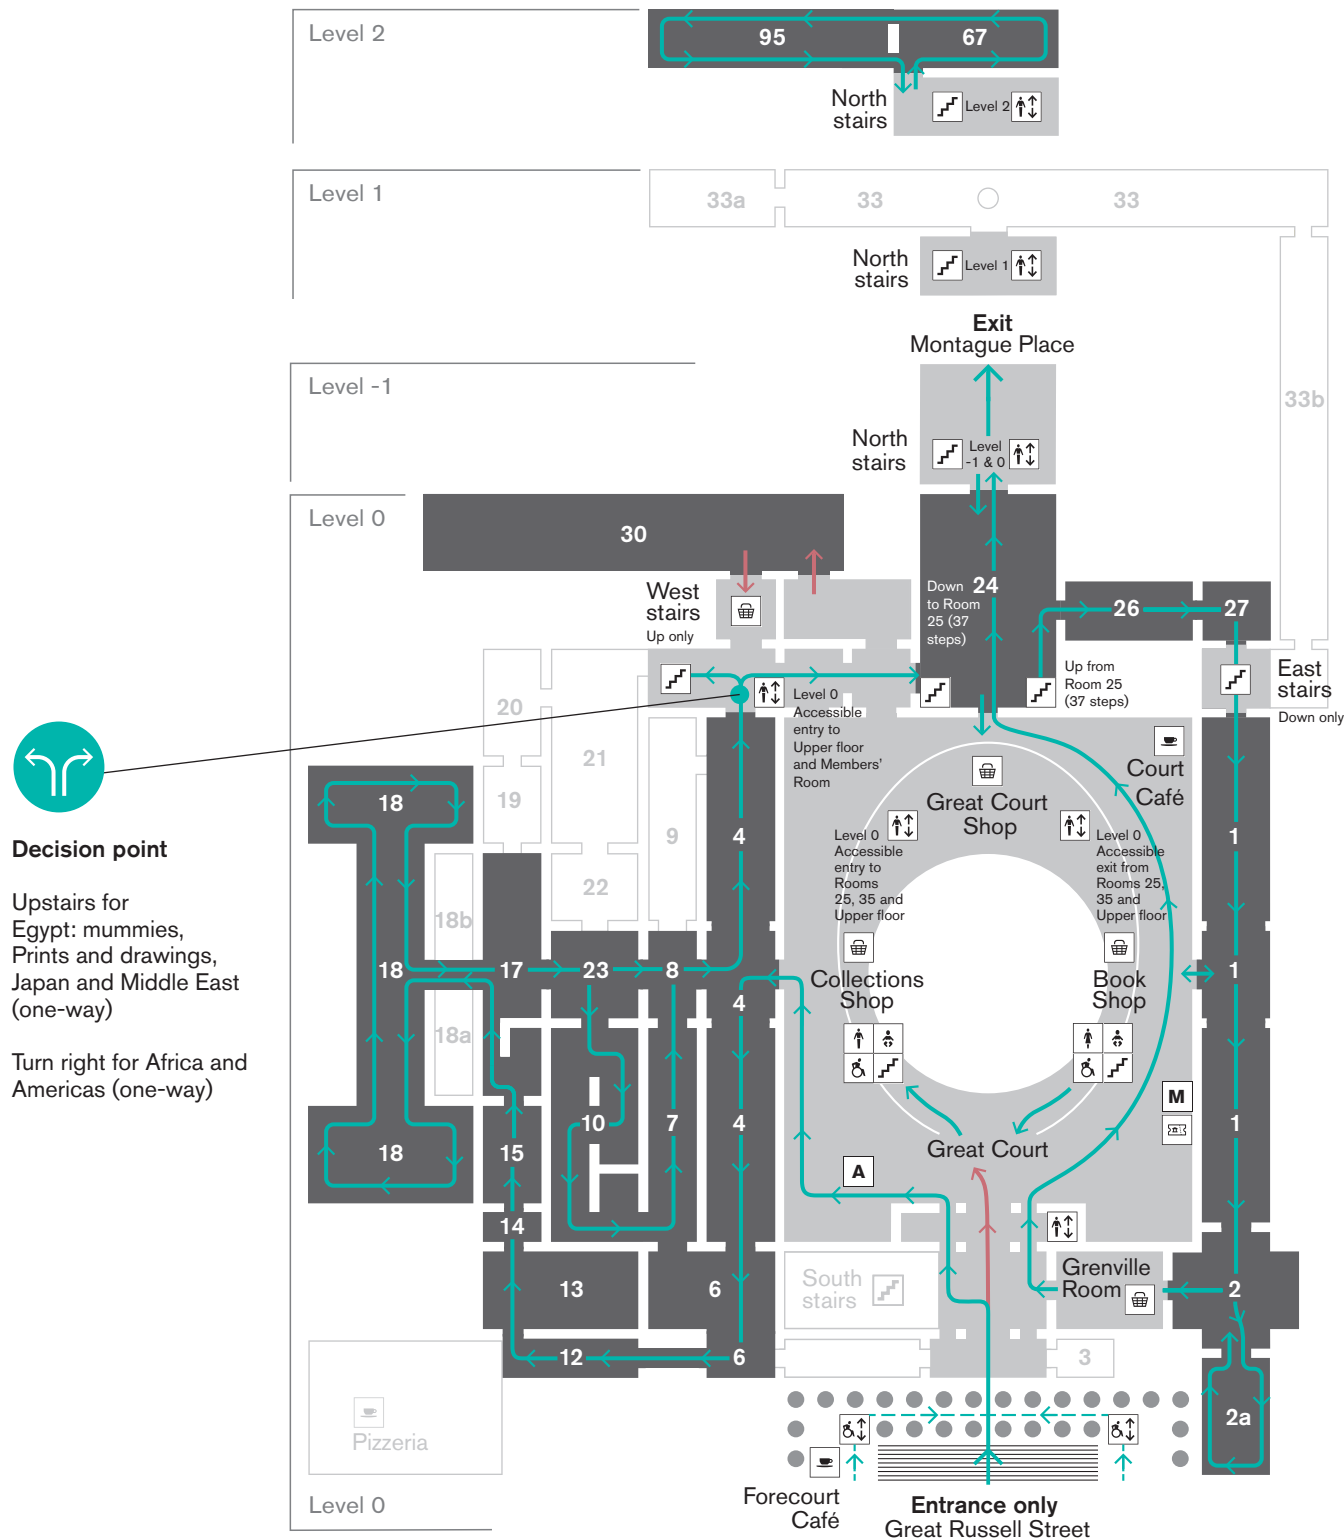 Level 2
95
67
North
stairs
Level 2
Level 1
33a
33
33
North
stairs
Level 1
Exit
Montague Place
Level -1
33b
North
stairs
Level
-1 & 0
Level 0
30
West
stairs
Up only
24
Down
to Room
25 (37
steps)
26
27
Up from
Room 25
(37 steps)
East
stairs
Down only
20
21
19
22
9
Level 0
Accessible
entry to
Upper floor
and Members’
Room
Court
Café
Great Court
Shop
18
4
1
Level 0
Accessible
entry to
Rooms
25, 35 and
Upper floor
Level 0
Accessible
exit from
Rooms 25,
35 and
Upper floor
Decision point
Upstairs for
Egypt: mummies,
Prints and drawings,
Japan and Middle East
(one-way)
Turn right for Africa and
Americas (one-way)
18b
18
17
23
8
4
Collections
Shop
Book
Shop
1
18a
18
15
10
7
4
M
1
Great Court
A
14
13
6
South
stairs
Grenville
Room
2
12
6
3
2a
Pizzeria
Forecourt
Café
Entrance only
Great Russell Street
Level 0